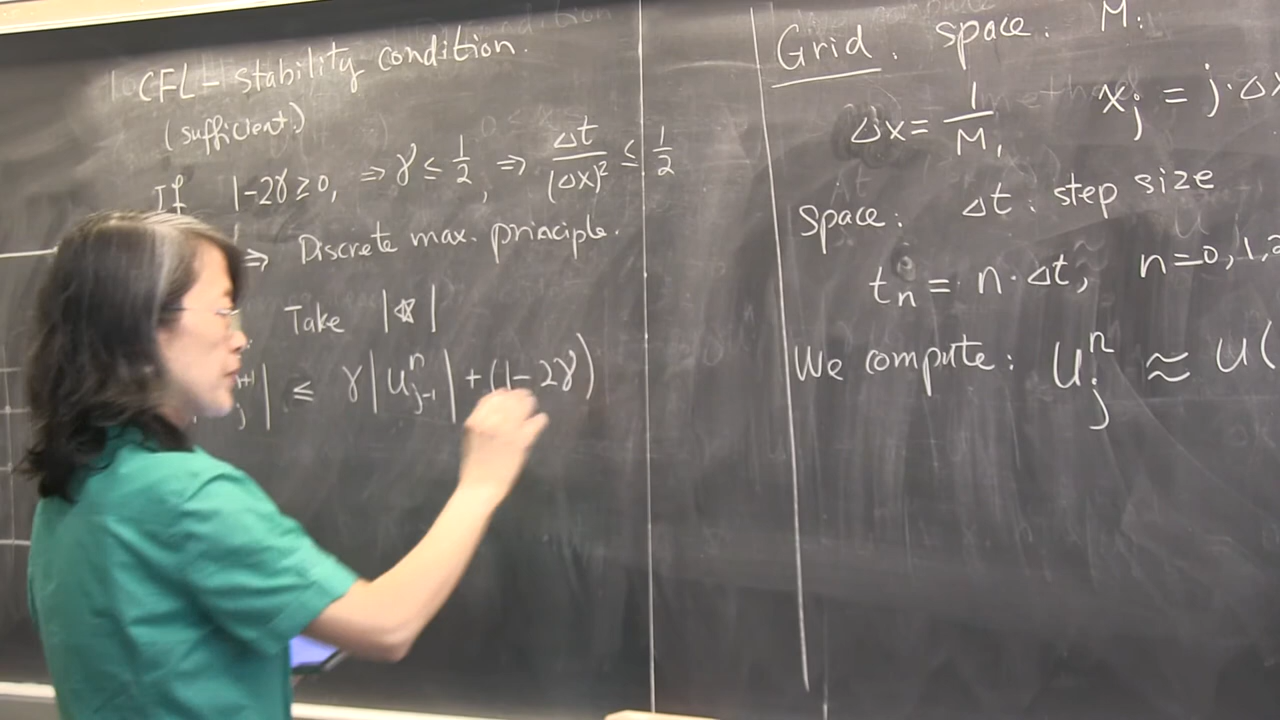 CFL – stability condition.
(sufficient.)
If 1-2γ ≥ 0, ⇒ γ ≤ 1/2, ⇒ Δt/(Δx)² ≤ 1/2
⇒ Discrete max. principle.
Take |☆|
| ≤ γ|u_{j-1}^n| + (1-2γ)
Grid. space. M.
Δx = 1/M, x_j = j·Δx
Space. Δt. step size
t_n = n·Δt, n=0,1,2
We compute: u_j^n ≈ u(